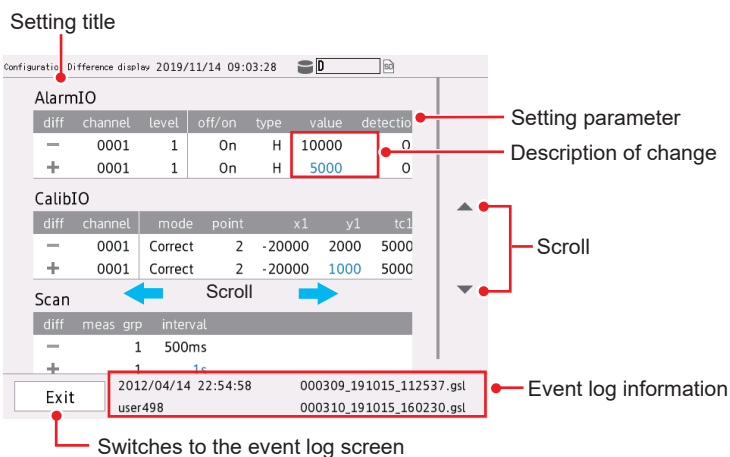 Setting title
Configuration Difference display 2019/11/14 09:03:28 D SD
AlarmIO
diff channel level off/on type value detectio
− 0001 1 On H 10000 0
+ 0001 1 On H 5000 0
Setting parameter
Description of change
CalibIO
diff channel mode point x1 y1 tc1
− 0001 Correct 2 -20000 2000 5000
+ 0001 Correct 2 -20000 1000 5000
Scroll
Scroll
Scan
diff meas grp interval
− 1 500ms
+ 1 1s
Exit
2012/04/14 22:54:58 000309_191015_112537.gsl
user498 000310_191015_160230.gsl
Event log information
Switches to the event log screen